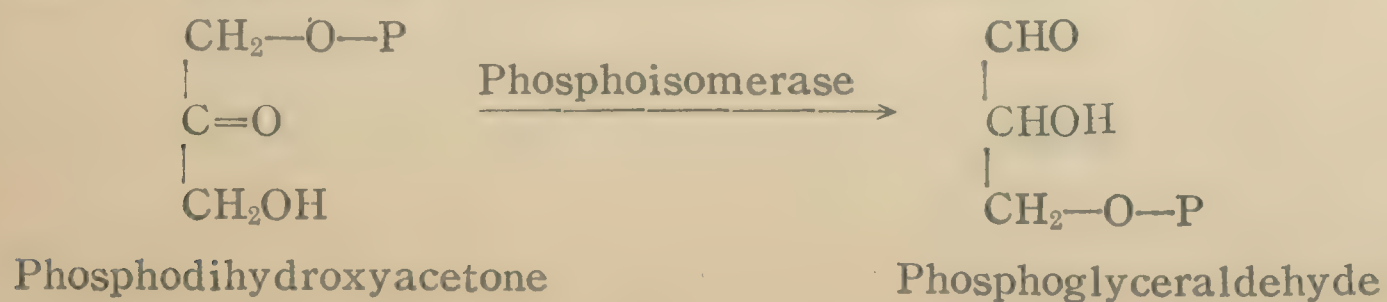 CH₂—O—P CHO
C=O Phosphoisomerase CHOH
CH₂OH CH₂—O—P
Phosphodihydroxyacetone Phosphoglyceraldehyde